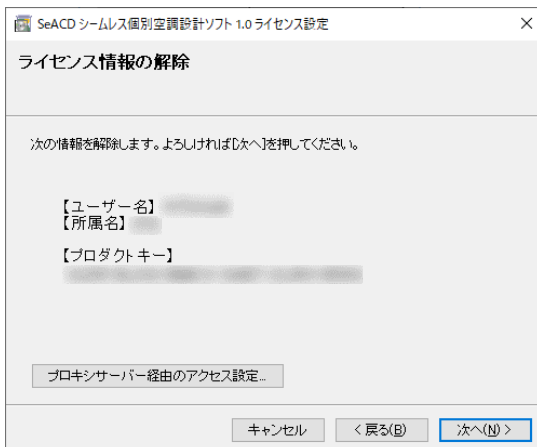 SeACD シームレス個別空調設計ソフト 1.0 ライセンス設定
ライセンス情報の解除
次の情報を解除します。よろしければ[次へ]を押してください。
【ユーザー名】
【所属名】
【プロダクトキー】
プロキシサーバー経由のアクセス設定...
キャンセル
< 戻る(B)
次へ(N) >